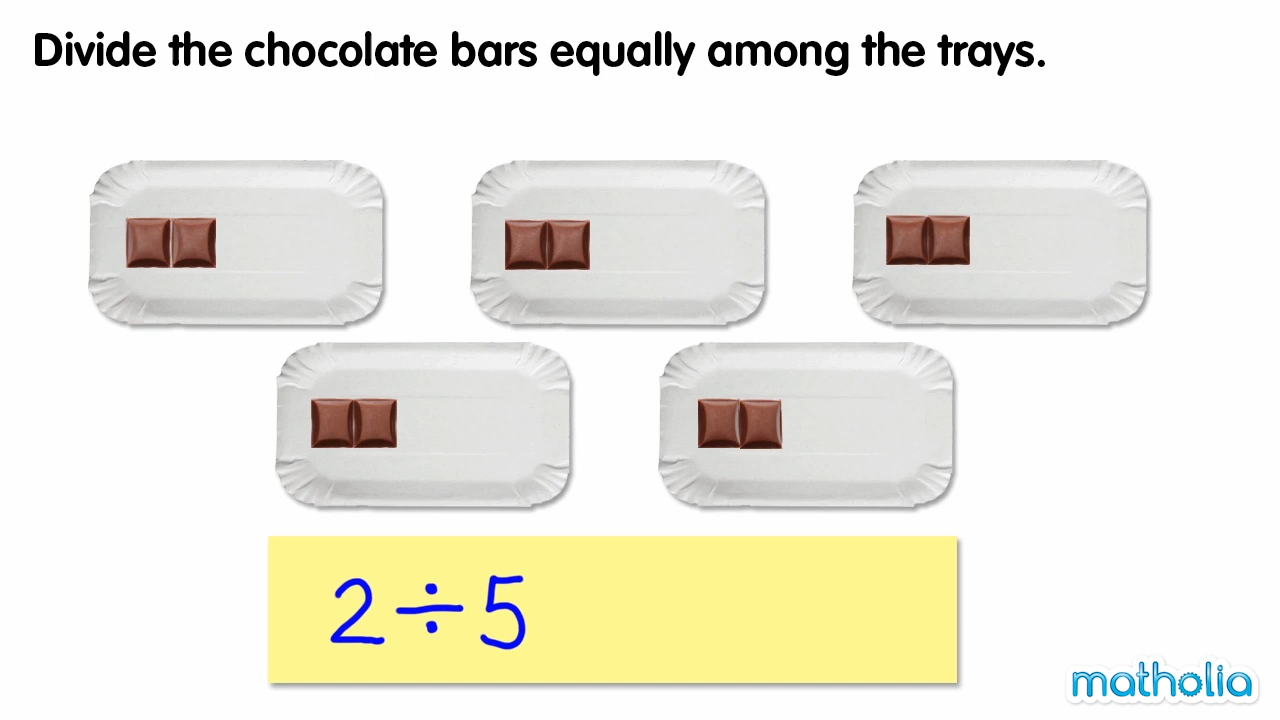 Divide the chocolate bars equally among the trays.
2 ÷ 5
matholia